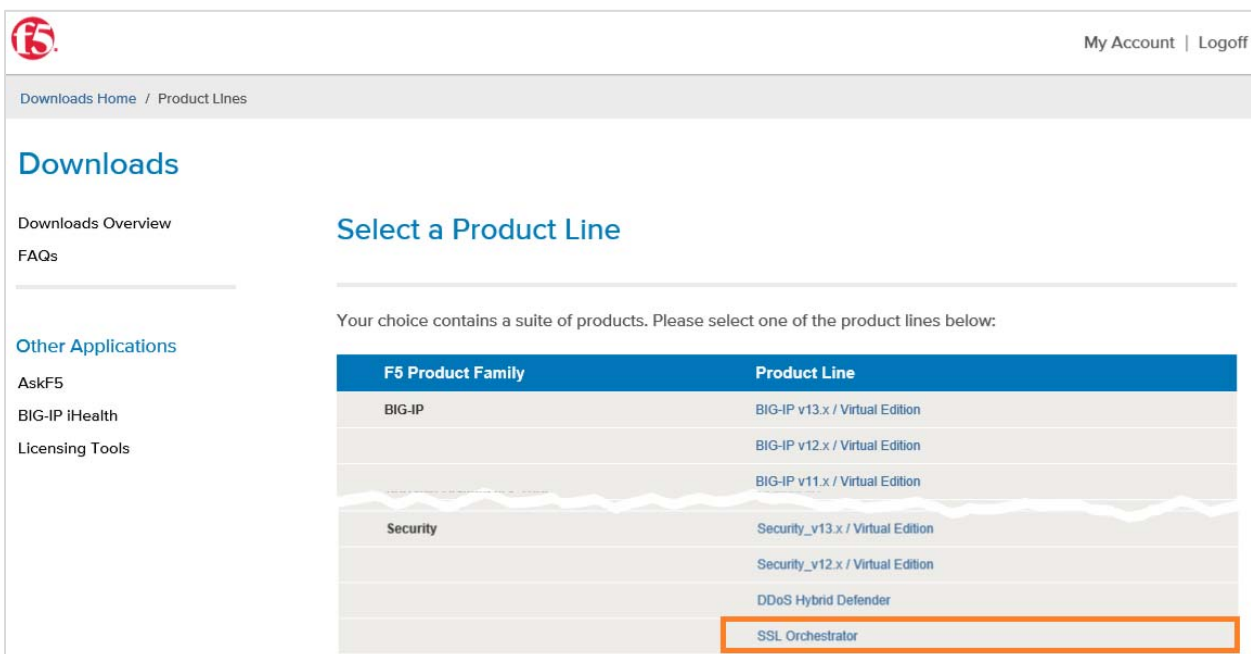 f5.
My Account | Logoff
Downloads Home / Product Lines
Downloads
Downloads Overview
FAQs
Other Applications
AskF5
BIG-IP iHealth
Licensing Tools
Select a Product Line
Your choice contains a suite of products. Please select one of the product lines below:
F5 Product Family Product Line
BIG-IP BIG-IP v13.x / Virtual Edition
BIG-IP v12.x / Virtual Edition
BIG-IP v11.x / Virtual Edition
Security Security_v13.x / Virtual Edition
Security_v12.x / Virtual Edition
DDoS Hybrid Defender
SSL Orchestrator